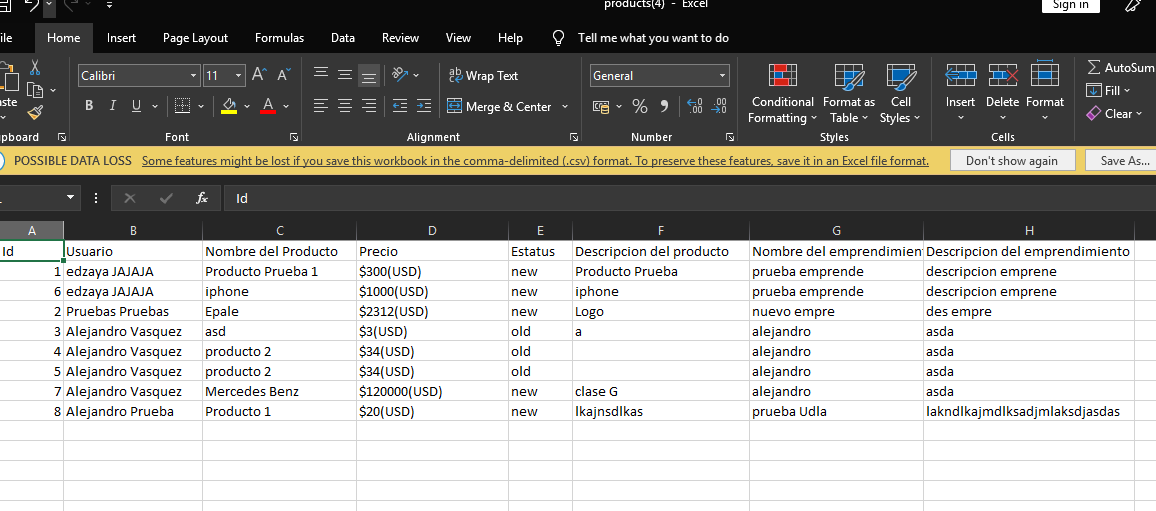 products(4) - Excel
Sign in
ile Home Insert Page Layout Formulas Data Review View Help Tell me what you want to do
Calibri 11 A A Wrap Text General AutoSum
aste B I U A Merge & Center % Conditional Formatting Format as Table Cell Styles Insert Delete Format Fill Clear
pboard Font Alignment Number Styles Cells
POSSIBLE DATA LOSS Some features might be lost if you save this workbook in the comma-delimited (.csv) format. To preserve these features, save it in an Excel file format. Don't show again Save As...
fx Id
A B C D E F G H
Id Usuario Nombre del Producto Precio Estatus Descripcion del producto Nombre del emprendimien Descripcion del emprendimiento
1 edzaya JAJAJA Producto Prueba 1 $300(USD) new Producto Prueba prueba emprende descripcion emprene
6 edzaya JAJAJA iphone $1000(USD) new iphone prueba emprende descripcion emprene
2 Pruebas Pruebas Epale $2312(USD) new Logo nuevo empre des empre
3 Alejandro Vasquez asd $3(USD) old a alejandro asda
4 Alejandro Vasquez producto 2 $34(USD) old alejandro asda
5 Alejandro Vasquez producto 2 $34(USD) old alejandro asda
7 Alejandro Vasquez Mercedes Benz $120000(USD) new clase G alejandro asda
8 Alejandro Prueba Producto 1 $20(USD) new lkajnsdlkas prueba Udla lakndlkajmdlksadjmlaksdjasdas